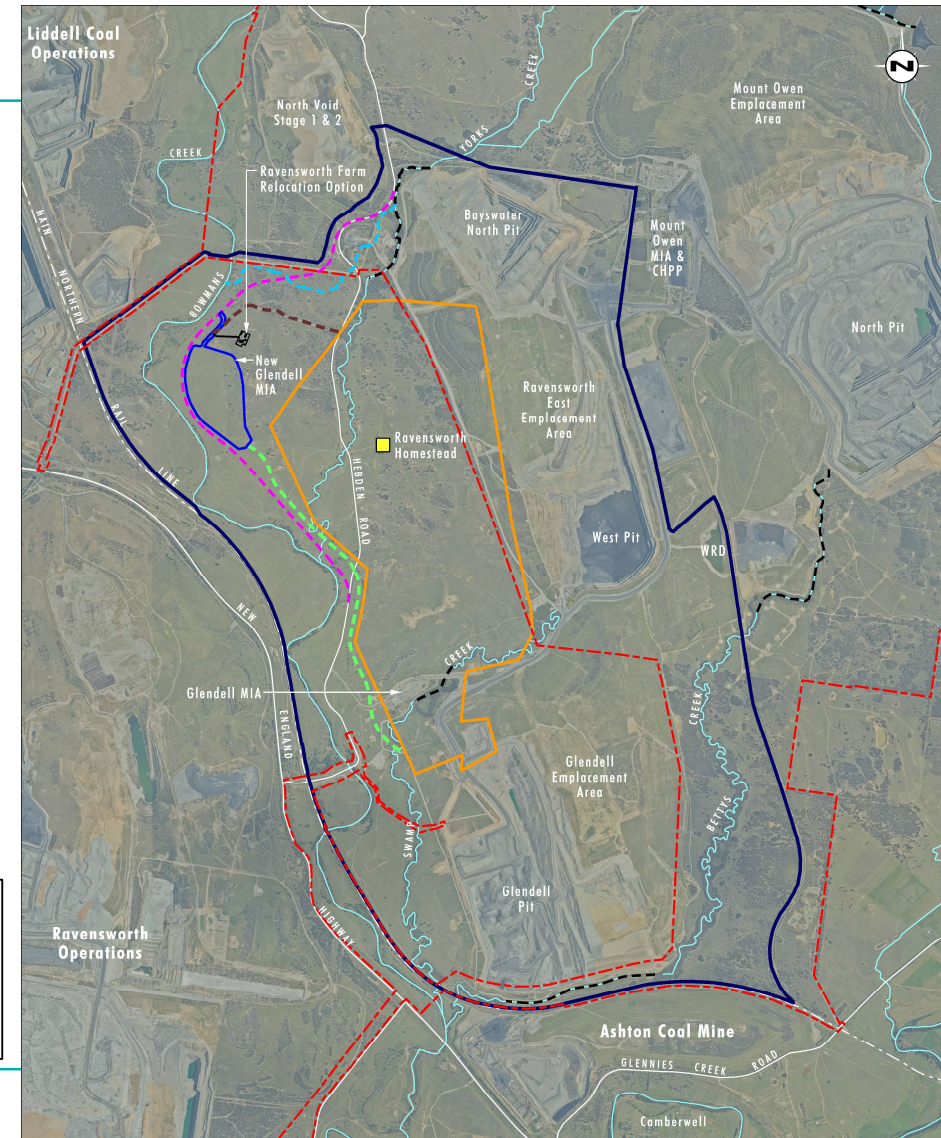 Liddell Coal
Operations
North Void
Stage 1 & 2
CREEK
YORKS
CREEK
N
Mount Owen
Emplacement
Area
CREEK
Ravensworth Farm
Relocation Option
Bayswater
North Pit
Mount
Owen
MIA &
CHPP
MAIN
NORTHERN
RAIL
LINE
BOWMANS
North Pit
New
Glendell
MIA
Ravensworth
East
Emplacement
Area
Ravensworth
Homestead
HEBDEN ROAD
West Pit
WRD
NEW
ENGLAND
HIGHWAY
CREEK
Glendell MIA
CREEK
BETTYS
Glendell
Emplacement
Area
SWAMP
Glendell
Pit
Ravensworth
Operations
Ashton Coal Mine
GLENNIES CREEK ROAD
Camberwell